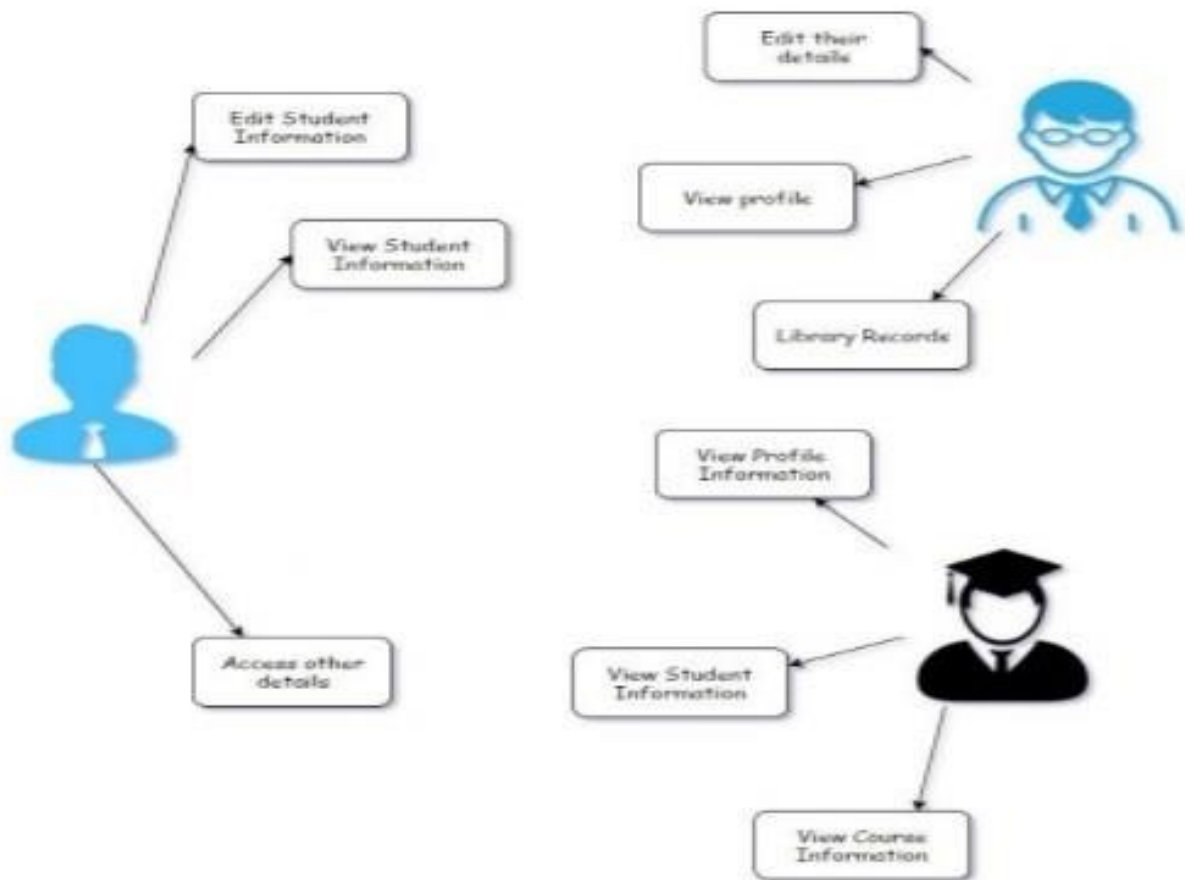 Edit their
details
Edit Student
Information
View profile
View Student
Information
Library Records
View Profile
Information
Access other
details
View Student
Information
View Course
Information